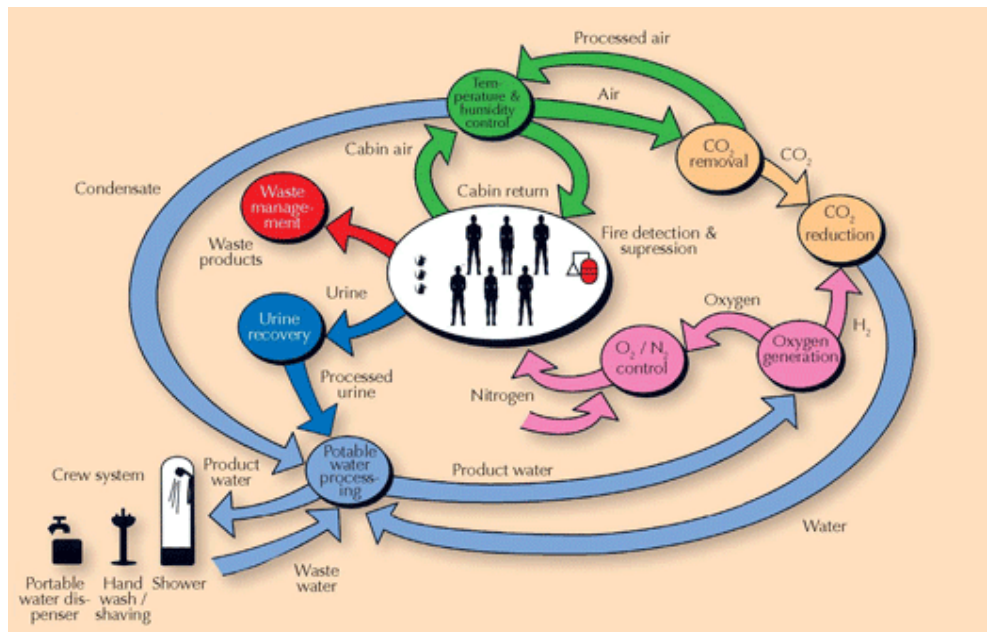 Processed air
Tem-
perature &
humidity
control
Air
CO2
removal
CO2
Cabin air
Condensate
Waste
manage-
ment
Cabin return
CO2
reduction
Waste
products
Fire detection &
supression
Urine
Urine
recovery
Oxygen
H2
O2 / N2
control
Oxygen
generation
Processed
urine
Nitrogen
Potable
water
process-
ing
Crew system
Product
water
Product water
Water
Waste
water
Portable
water dis-
penser
Hand
wash /
shaving
Shower